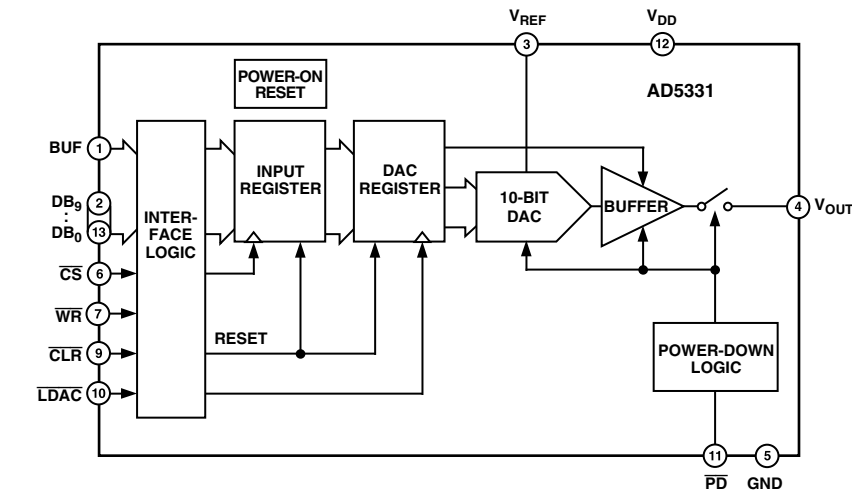 VREF
VDD
3
12
POWER-ON
RESET
AD5331
BUF
1
INPUT
REGISTER
DAC
REGISTER
10-BIT
DAC
BUFFER
DB9
2
:
DB0
13
INTER-
FACE
LOGIC
4
VOUT
CS
6
WR
7
CLR
9
RESET
LDAC
10
POWER-DOWN
LOGIC
11
5
PD
GND